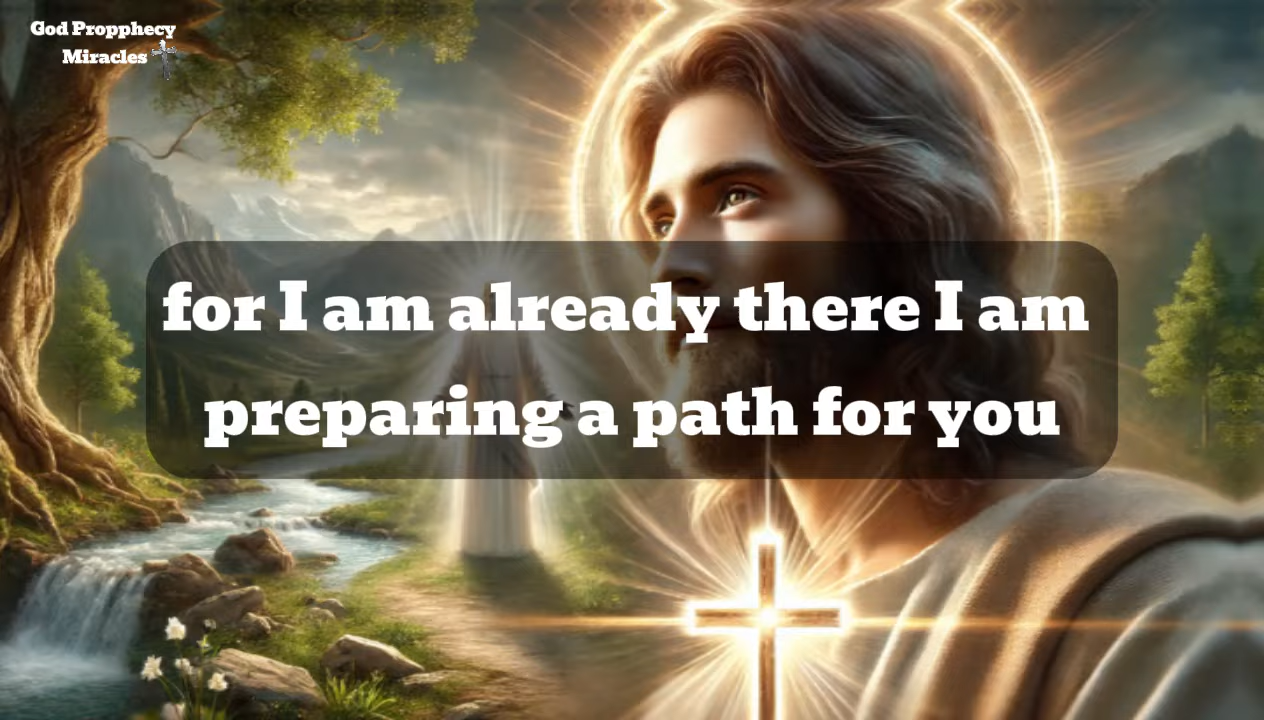 God Propphecy
Miracles
for I am already there I am
preparing a path for you